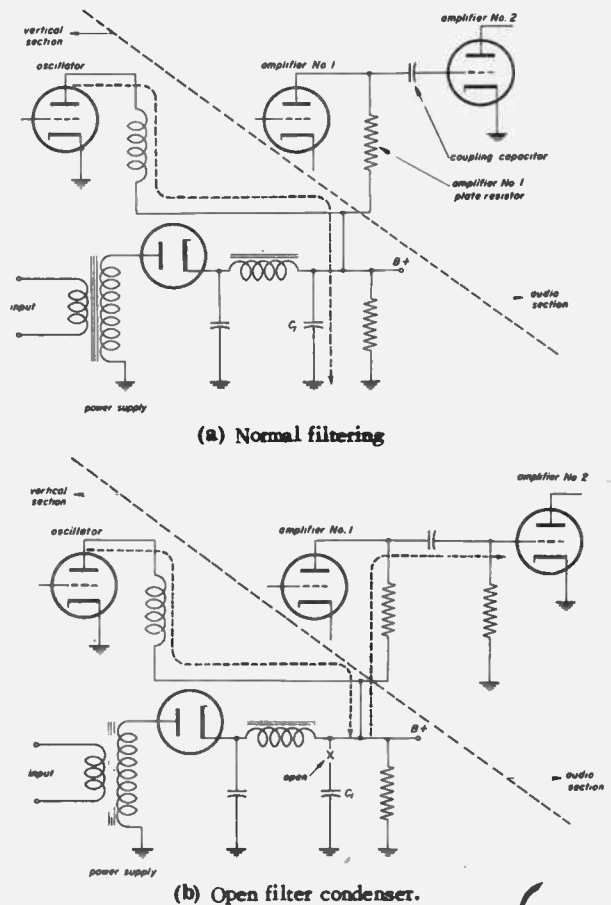 amplifier No. 2
vertical
section
oscillator
amplifier No. 1
coupling capacitor
amplifier No. 1
plate resistor
B+
audio
section
input
C₁
power supply
(a) Normal filtering
amplifier No. 2
vertical
section
oscillator
amplifier No. 1
B+
input
open
C₁
audio
section
power supply
(b) Open filter condenser.